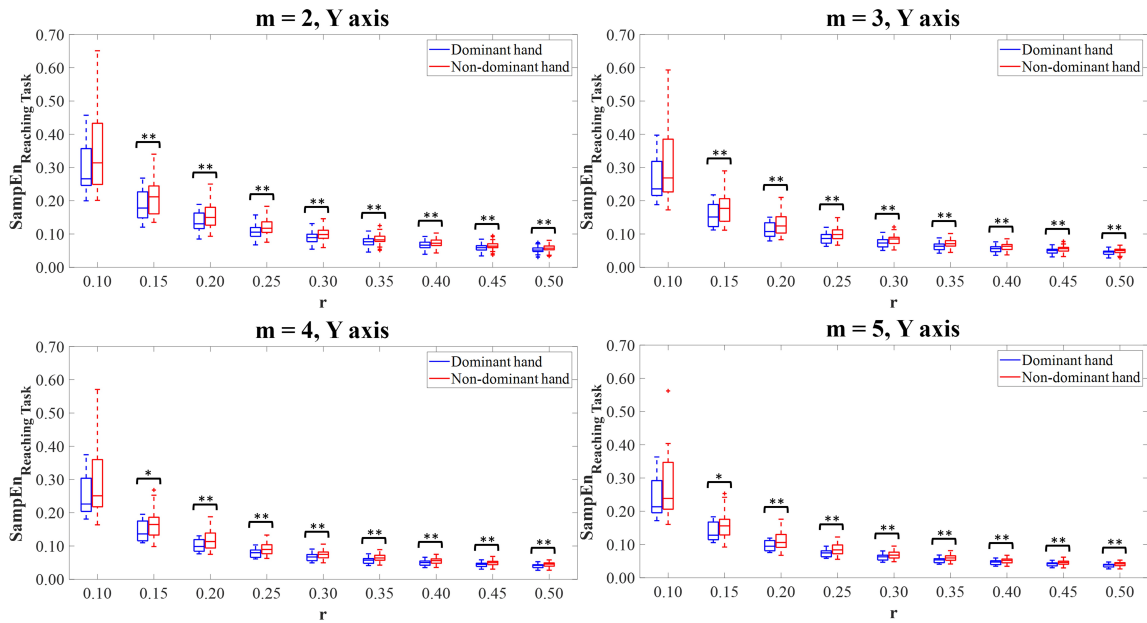 m = 2, Y axis
SampEn Reaching Task
0.70
0.60
0.50
0.40
0.30
0.20
0.10
0.00
Dominant hand
Non-dominant hand
** ** ** ** ** ** ** **
0.10 0.15 0.20 0.25 0.30 0.35 0.40 0.45 0.50
r
m = 3, Y axis
SampEn Reaching Task
0.70
0.60
0.50
0.40
0.30
0.20
0.10
0.00
Dominant hand
Non-dominant hand
** ** ** ** ** ** ** **
0.10 0.15 0.20 0.25 0.30 0.35 0.40 0.45 0.50
r
m = 4, Y axis
SampEn Reaching Task
0.70
0.60
0.50
0.40
0.30
0.20
0.10
0.00
Dominant hand
Non-dominant hand
* ** ** ** ** ** ** **
0.10 0.15 0.20 0.25 0.30 0.35 0.40 0.45 0.50
r
m = 5, Y axis
SampEn Reaching Task
0.70
0.60
0.50
0.40
0.30
0.20
0.10
0.00
Dominant hand
Non-dominant hand
* ** ** ** ** ** ** **
0.10 0.15 0.20 0.25 0.30 0.35 0.40 0.45 0.50
r